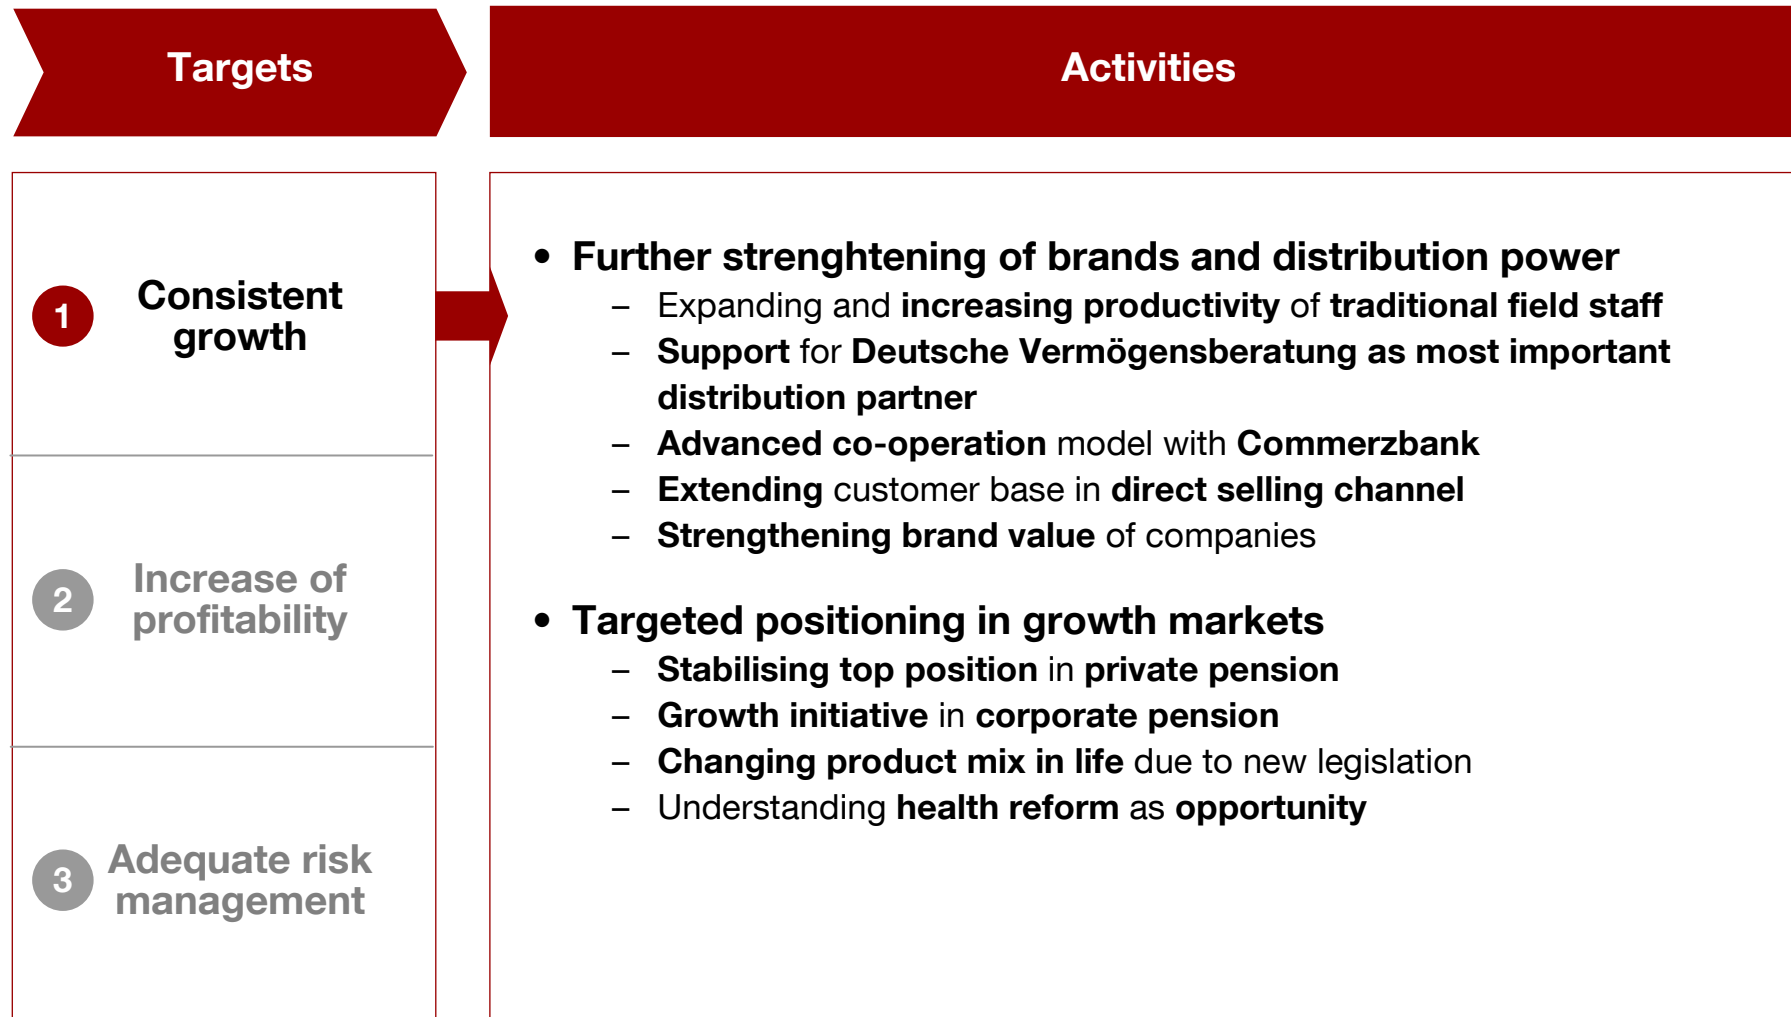 Targets
Activities
1
Consistent
growth
2
Increase of
profitability
3
Adequate risk
management
• Further strenghtening of brands and distribution power
– Expanding and increasing productivity of traditional field staff
– Support for Deutsche Vermögensberatung as most important
distribution partner
– Advanced co-operation model with Commerzbank
– Extending customer base in direct selling channel
– Strengthening brand value of companies
• Targeted positioning in growth markets
– Stabilising top position in private pension
– Growth initiative in corporate pension
– Changing product mix in life due to new legislation
– Understanding health reform as opportunity